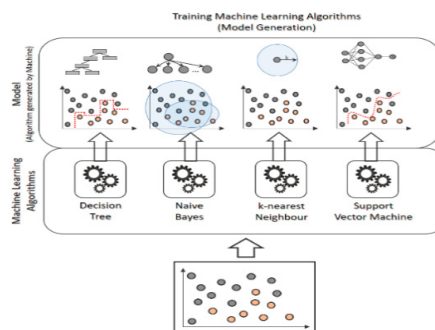 Training Machine Learning Algorithms
(Model Generation)
Model
(Algorithm generated by Machine)
...
k
Machine Learning
Algorithms
Decision
Tree
Naive
Bayes
k-nearest
Neighbour
Support
Vector Machine